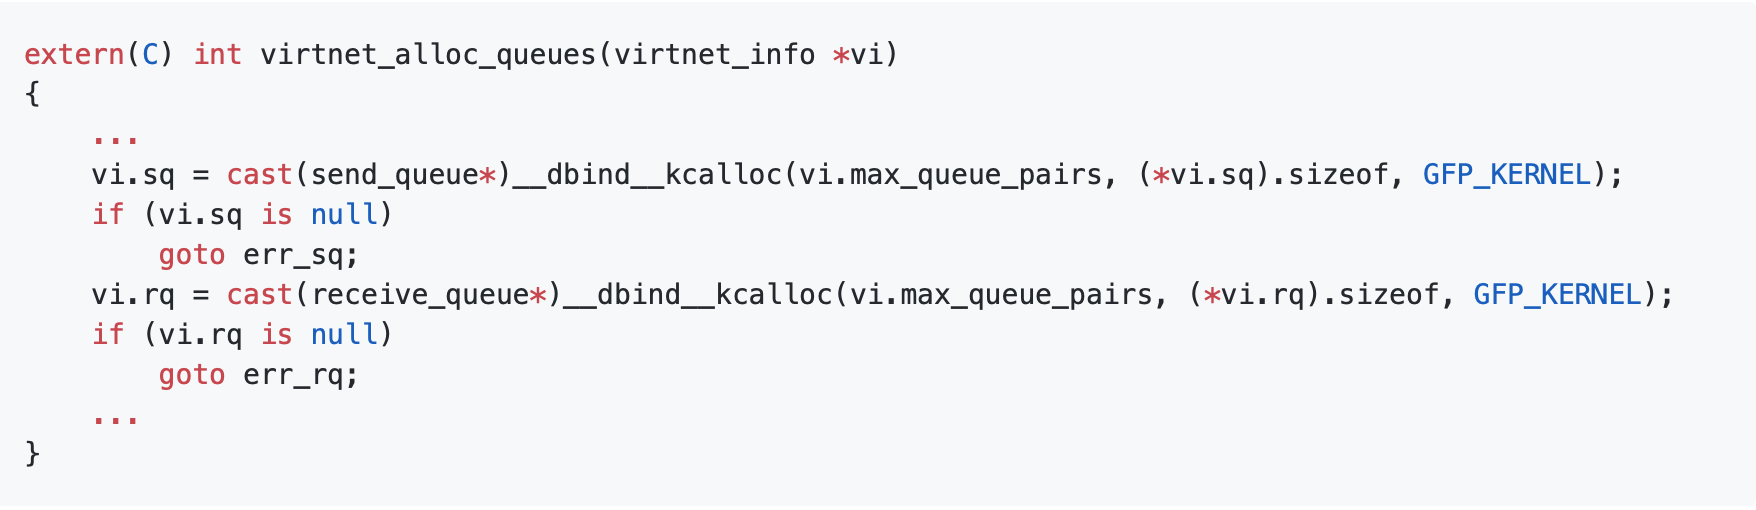 extern(C) int virtnet_alloc_queues(virtnet_info *vi)
{
    ...
    vi.sq = cast(send_queue*)__dbind__kcalloc(vi.max_queue_pairs, (*vi.sq).sizeof, GFP_KERNEL);
    if (vi.sq is null)
        goto err_sq;
    vi.rq = cast(receive_queue*)__dbind__kcalloc(vi.max_queue_pairs, (*vi.rq).sizeof, GFP_KERNEL);
    if (vi.rq is null)
        goto err_rq;
    ...
}